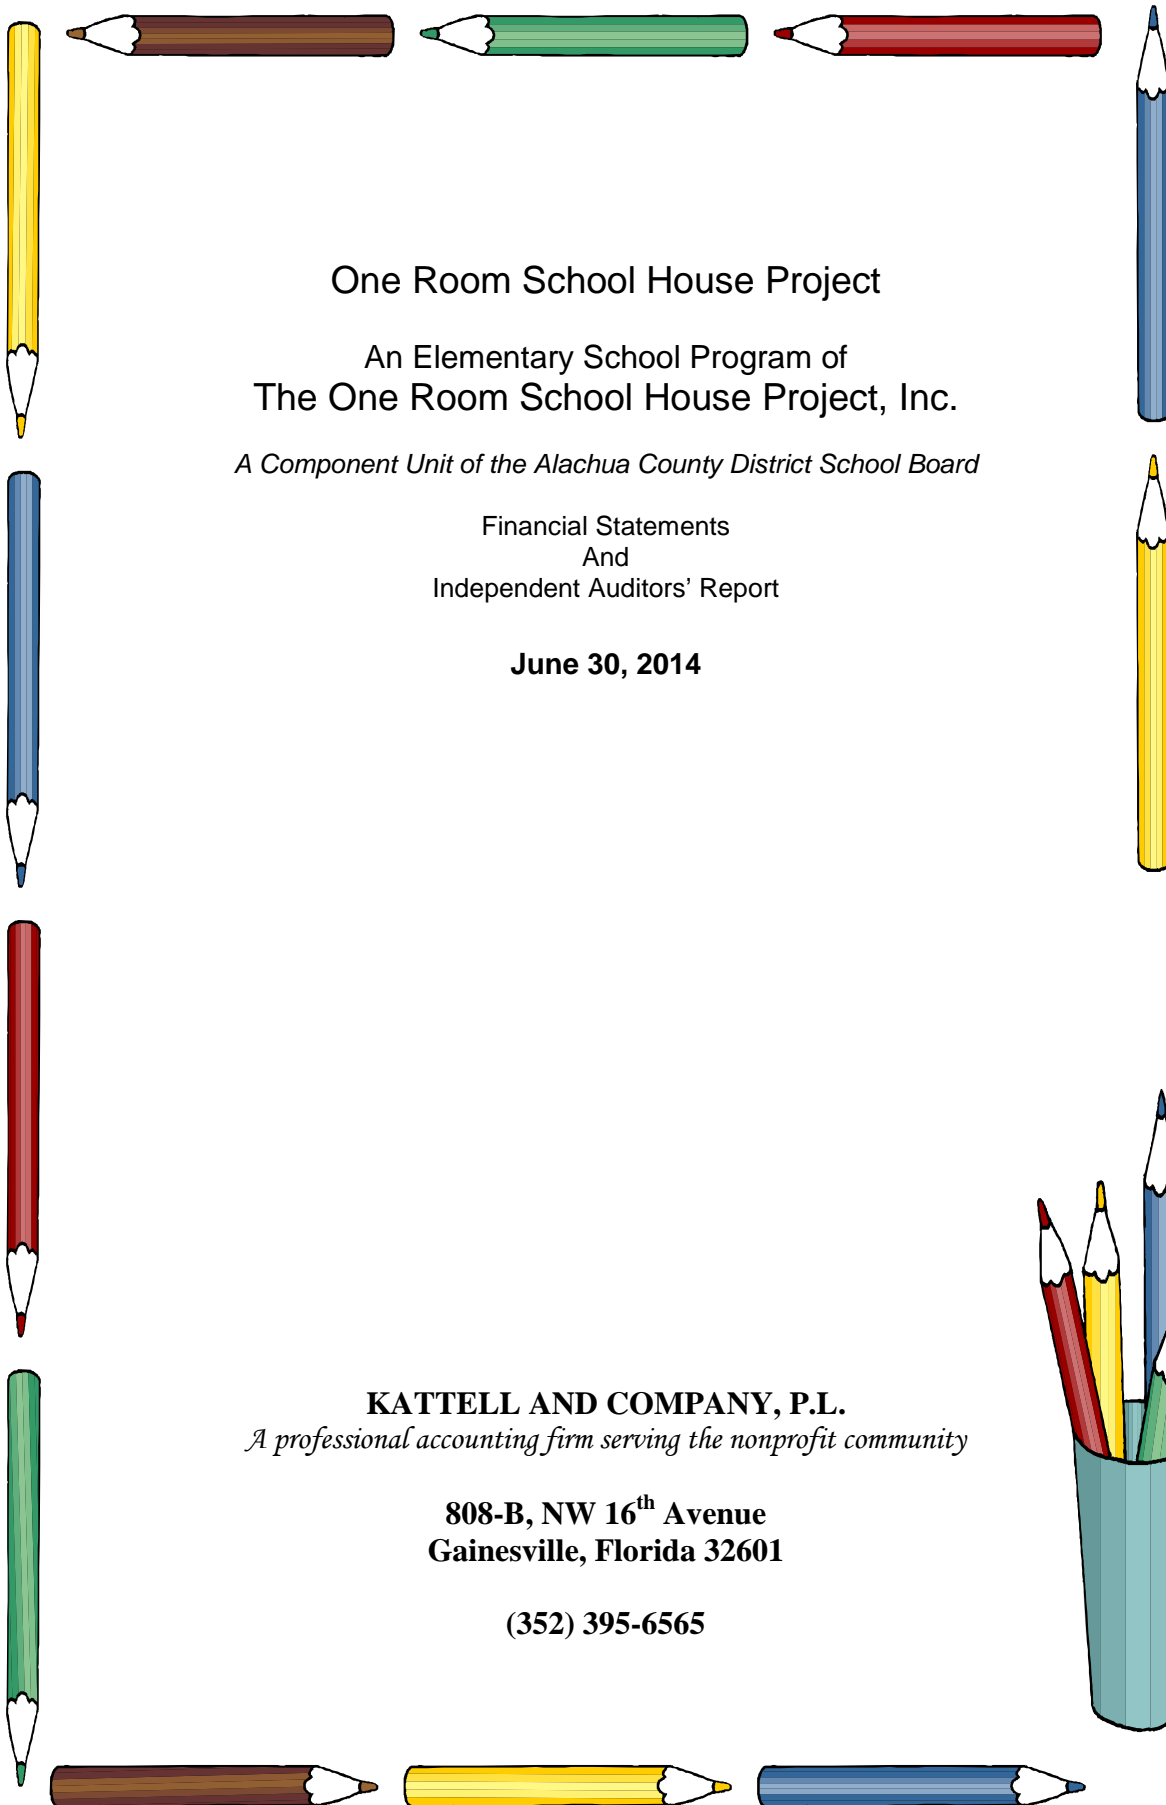 One Room School House Project
An Elementary School Program of
The One Room School House Project, Inc.
A Component Unit of the Alachua County District School Board
Financial Statements
And
Independent Auditors’ Report
June 30, 2014
KATTELL AND COMPANY, P.L.
A professional accounting firm serving the nonprofit community
808-B, NW 16th Avenue
Gainesville, Florida 32601
(352) 395-6565